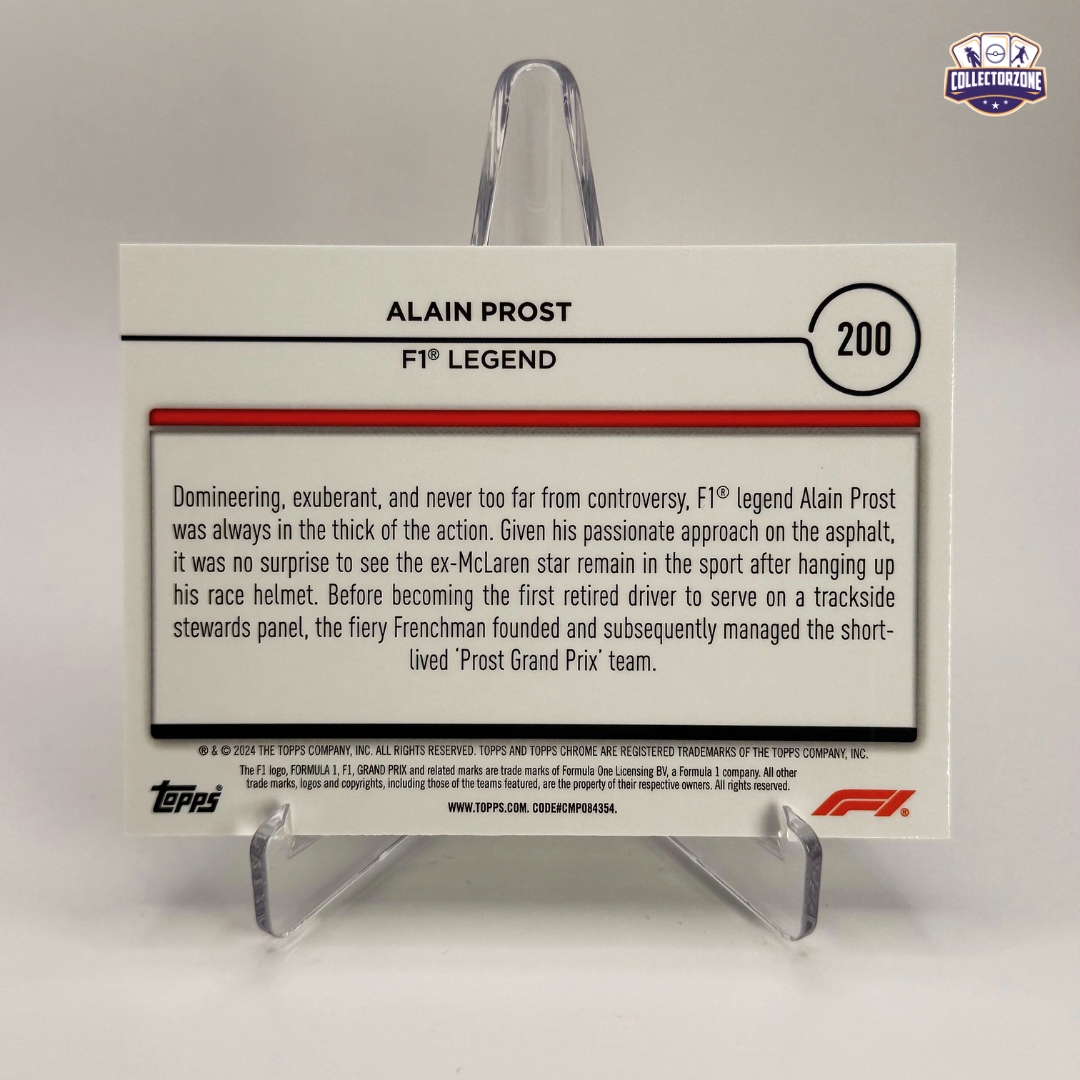 COLLECTORZONE
ALAIN PROST
200
F1® LEGEND
Domineering, exuberant, and never too far from controversy, F1® legend Alain Prost
was always in the thick of the action. Given his passionate approach on the asphalt,
it was no surprise to see the ex-McLaren star remain in the sport after hanging up
his race helmet. Before becoming the first retired driver to serve on a trackside
stewards panel, the fiery Frenchman founded and subsequently managed the short-
lived ‘Prost Grand Prix’ team.
® & © 2024 THE TOPPS COMPANY, INC. ALL RIGHTS RESERVED. TOPPS AND TOPPS CHROME ARE REGISTERED TRADEMARKS OF THE TOPPS COMPANY, INC.
The F1 logo, FORMULA 1, F1, GRAND PRIX and related marks are trade marks of Formula One Licensing BV, a Formula 1 company. All other
trade marks, logos and copyrights, including those of the teams featured, are the property of their respective owners. All rights reserved.
topps®
WWW.TOPPS.COM. CODE#CMP084354.
F1®